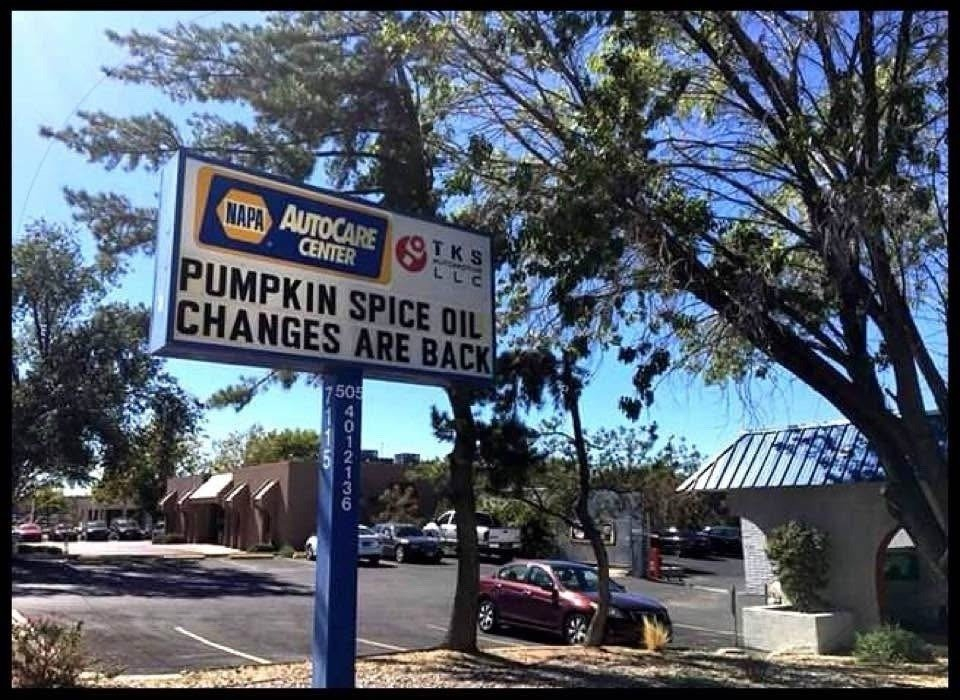 NAPA
AUTOCARE
CENTER
TKS
LLC
PUMPKIN SPICE OIL
CHANGES ARE BACK
505
4012136
7115